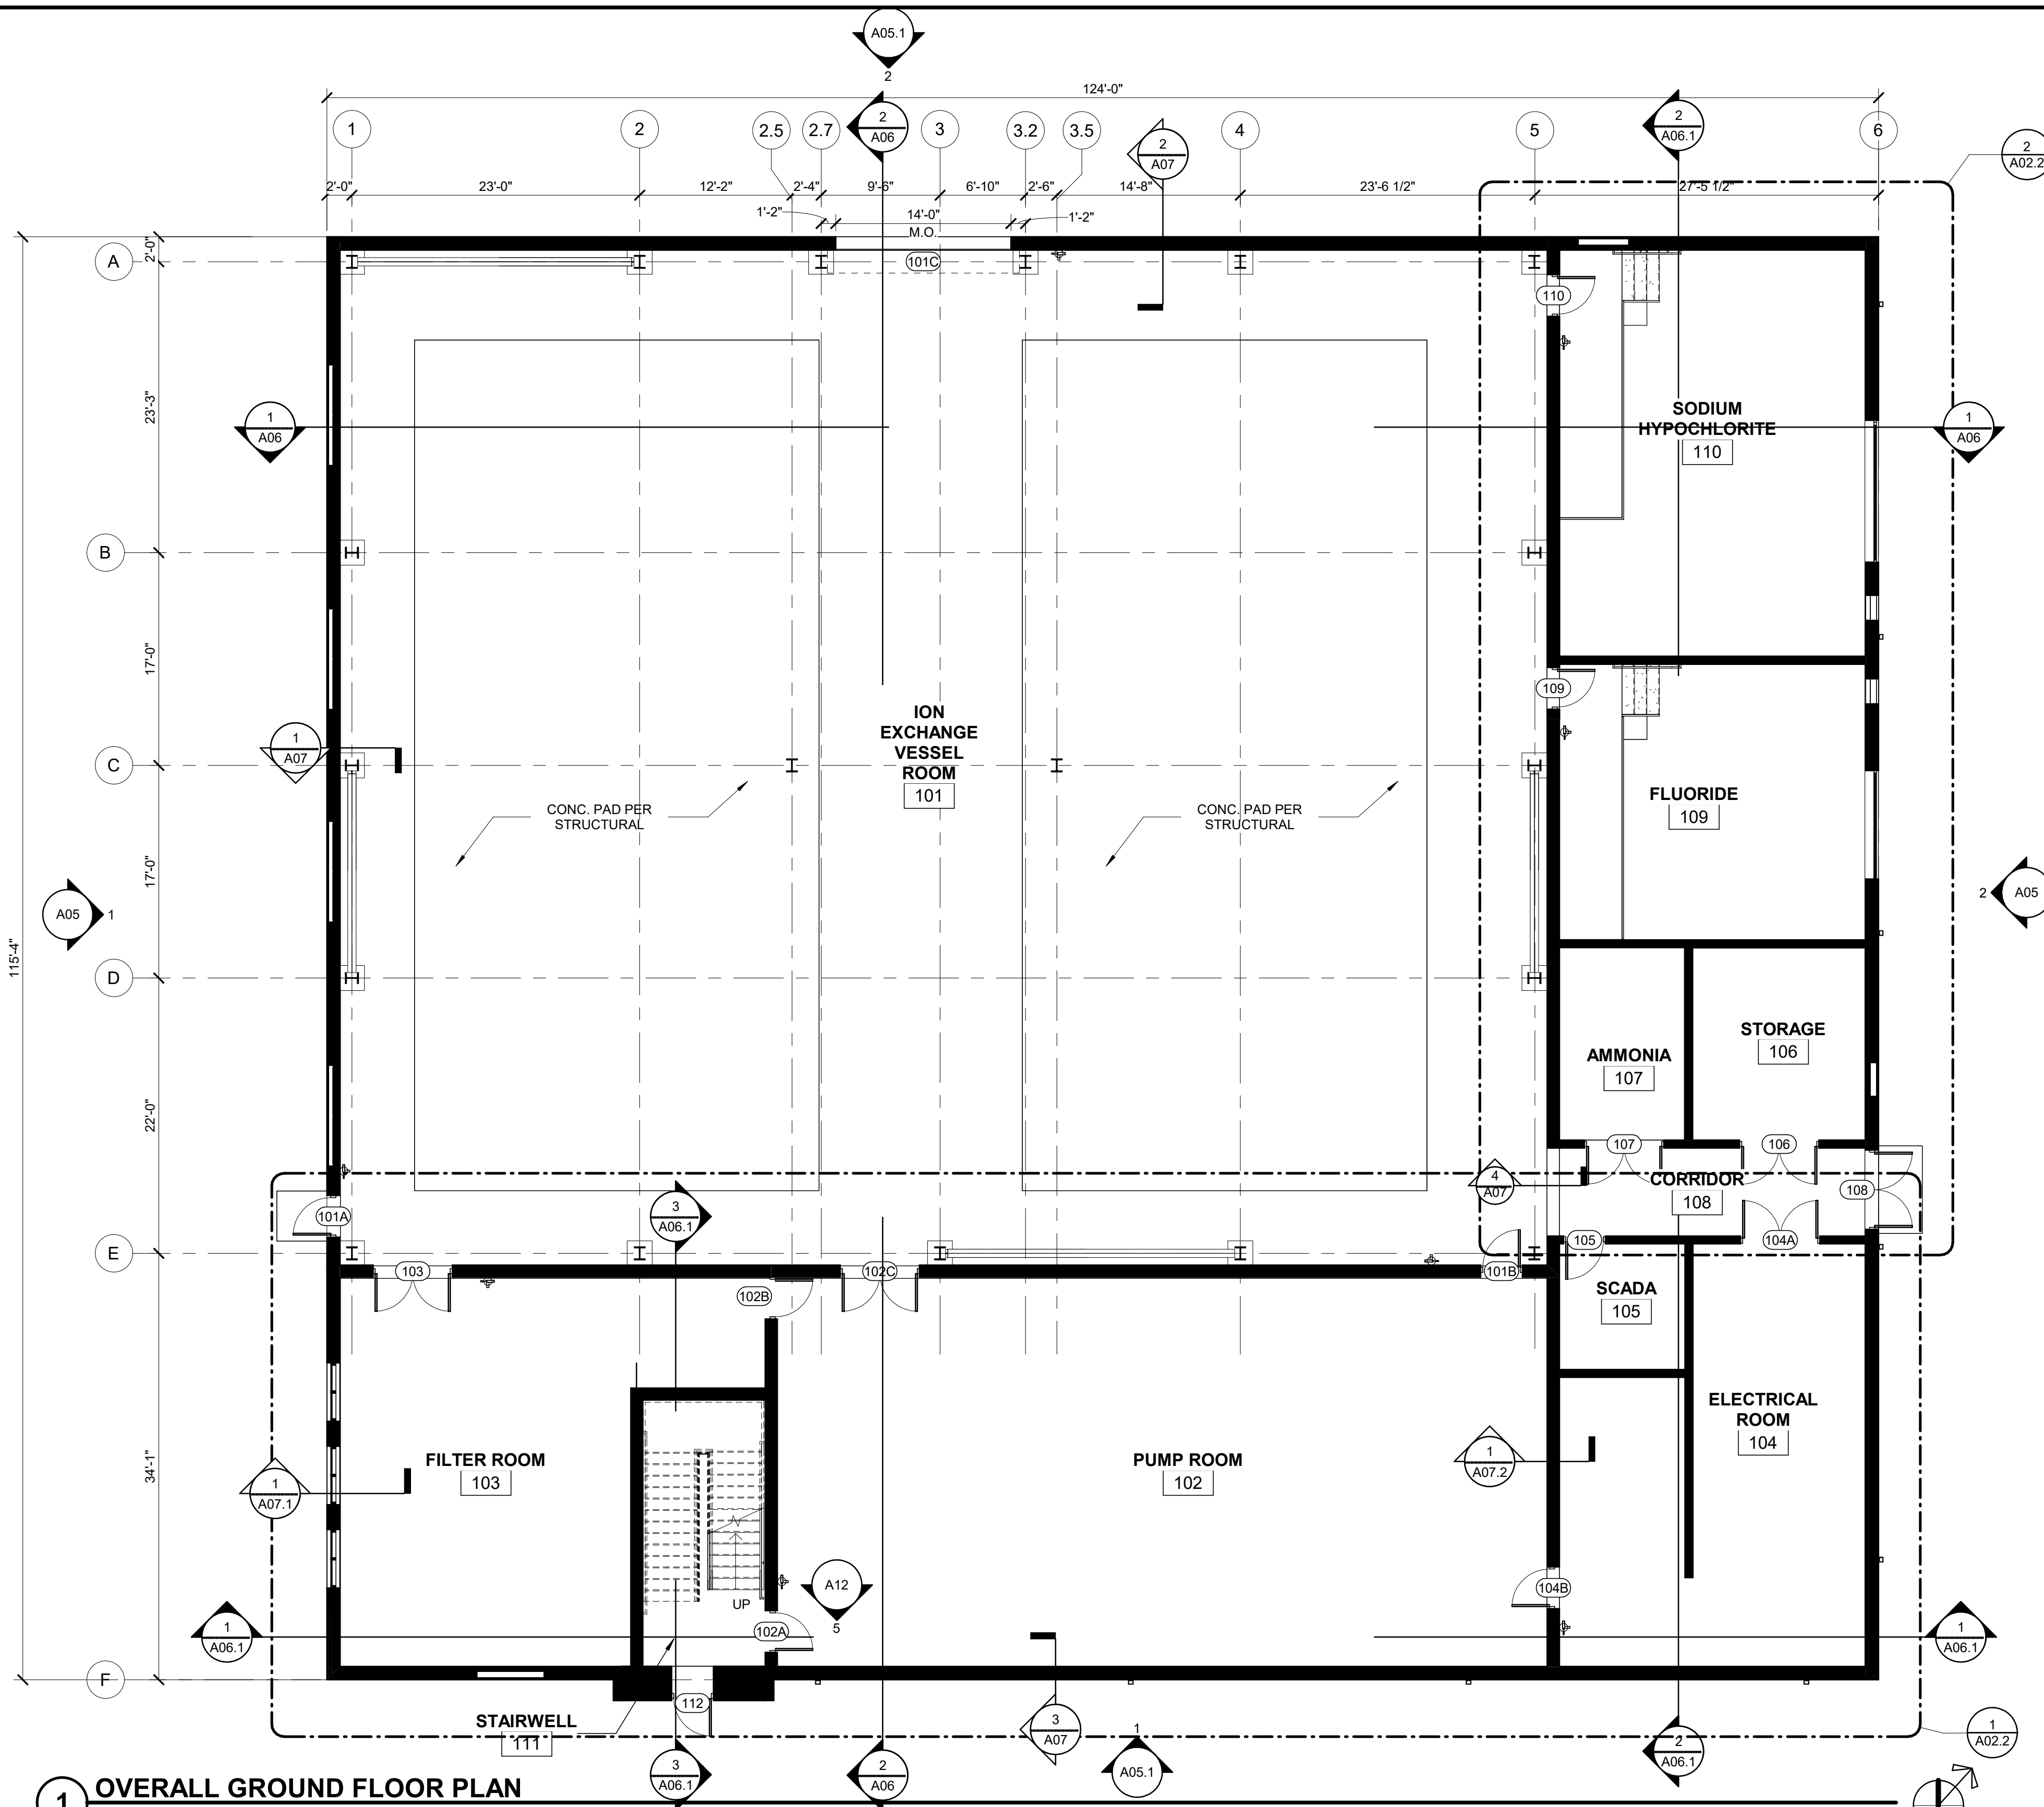 A05.1
2
124'-0"
1
2
2.5
2.7
2
A06
3
3.2
3.5
2
A07
4
5
2
A06.1
6
2
A02.2
2'-0"
23'-0"
12'-2"
2'-4"
9'-6"
6'-10"
2'-6"
14'-8"
23'-6 1/2"
27'-5 1/2"
1'-2"
14'-0"
1'-2"
M.O.
A
2'-0"
101C
110
23'-3"
1
A06
SODIUM
HYPOCHLORITE
110
1
A06
B
17'-0"
109
ION
EXCHANGE
VESSEL
ROOM
101
1
A07
C
CONC. PAD PER
STRUCTURAL
CONC. PAD PER
STRUCTURAL
FLUORIDE
109
17'-0"
A05
1
2
A05
115'-4"
D
22'-0"
AMMONIA
107
STORAGE
106
107
106
4
A07
CORRIDOR
108
108
101A
3
A06.1
E
105
104A
103
102C
101B
102B
SCADA
105
34'-1"
FILTER ROOM
103
PUMP ROOM
102
ELECTRICAL
ROOM
104
1
A07.1
1
A07.2
UP
A12
5
104B
102A
1
A06.1
1
A06.1
F
112
STAIRWELL
111
3
A07
1
A05.1
3
A06.1
2
A06
2
A06.1
1
A02.2
1
OVERALL GROUND FLOOR PLAN